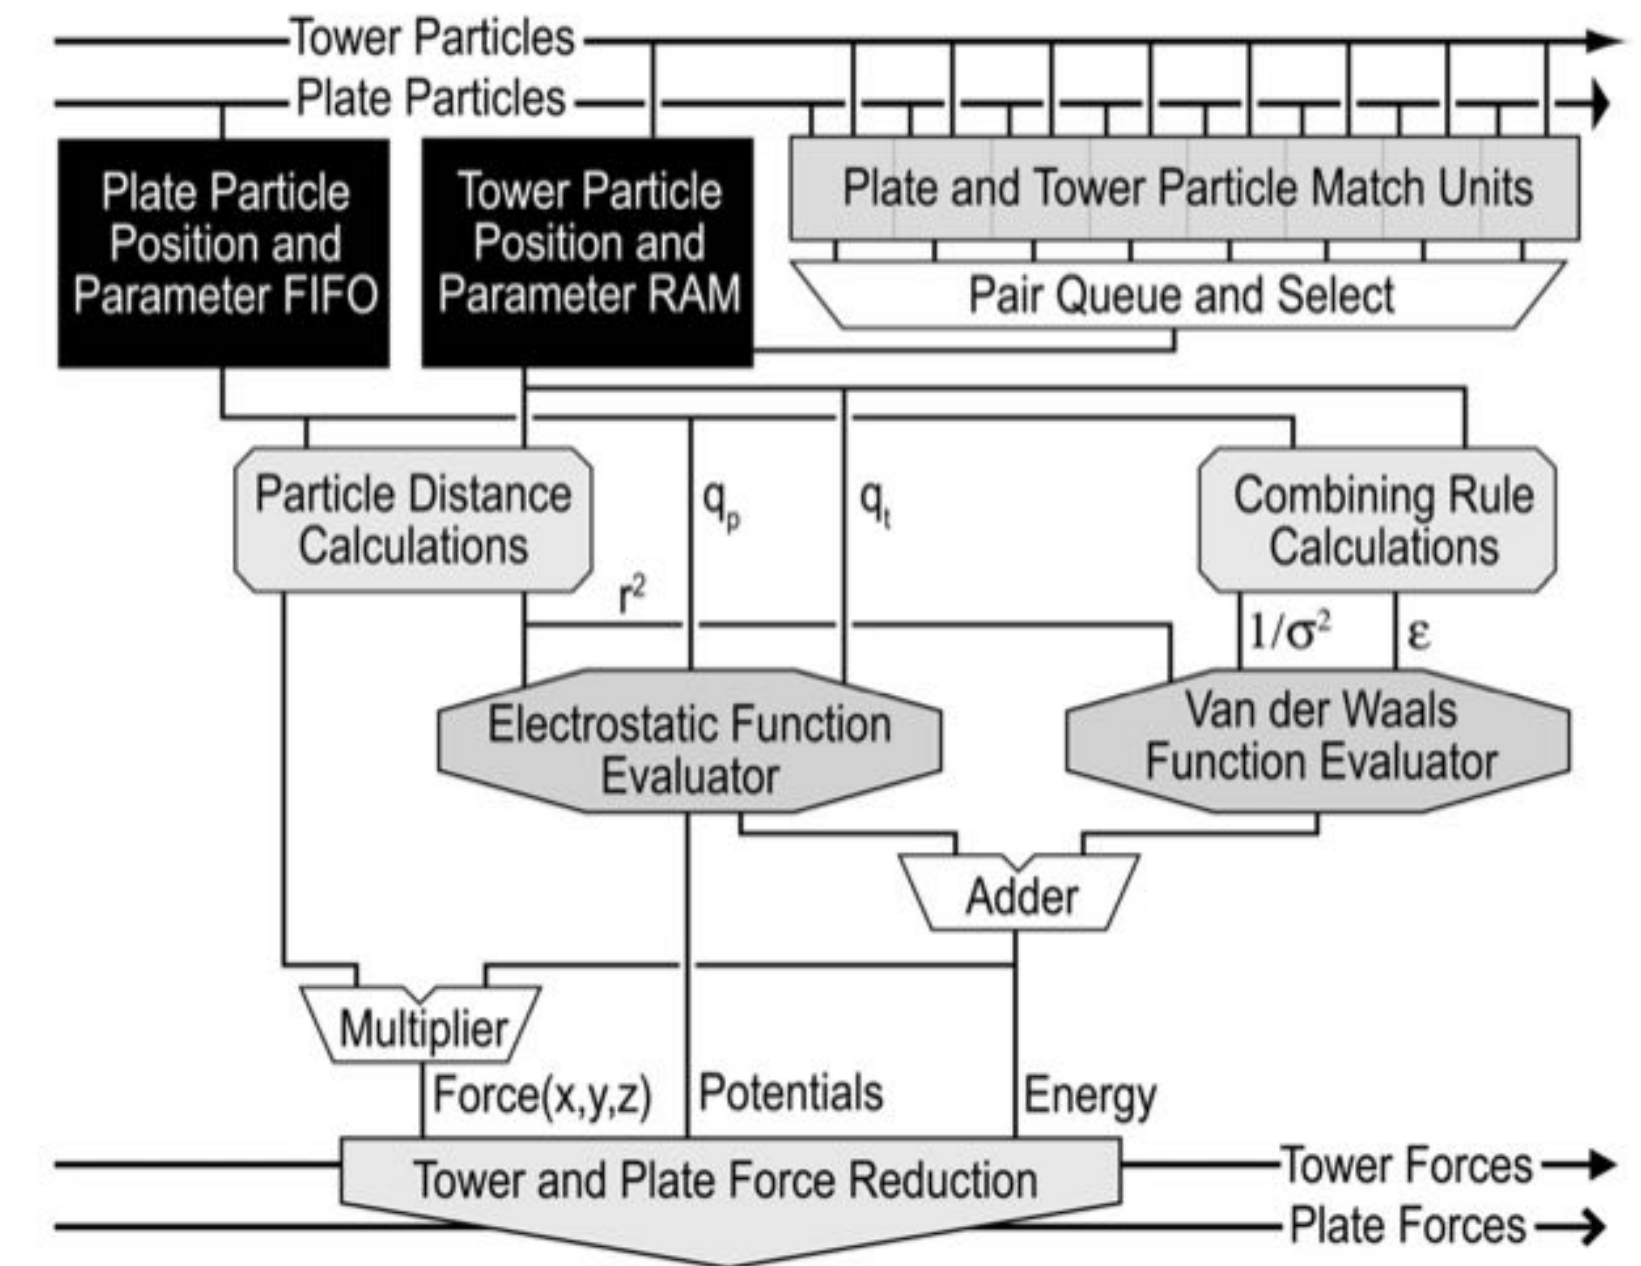 Tower Particles
Plate Particles
Plate Particle
Position and
Parameter FIFO
Tower Particle
Position and
Parameter RAM
Plate and Tower Particle Match Units
Pair Queue and Select
Particle Distance
Calculations
qₚ
qₜ
Combining Rule
Calculations
r²
1/σ²
ε
Electrostatic Function
Evaluator
Van der Waals
Function Evaluator
Adder
Multiplier
Force(x,y,z)
Potentials
Energy
Tower and Plate Force Reduction
Tower Forces
Plate Forces